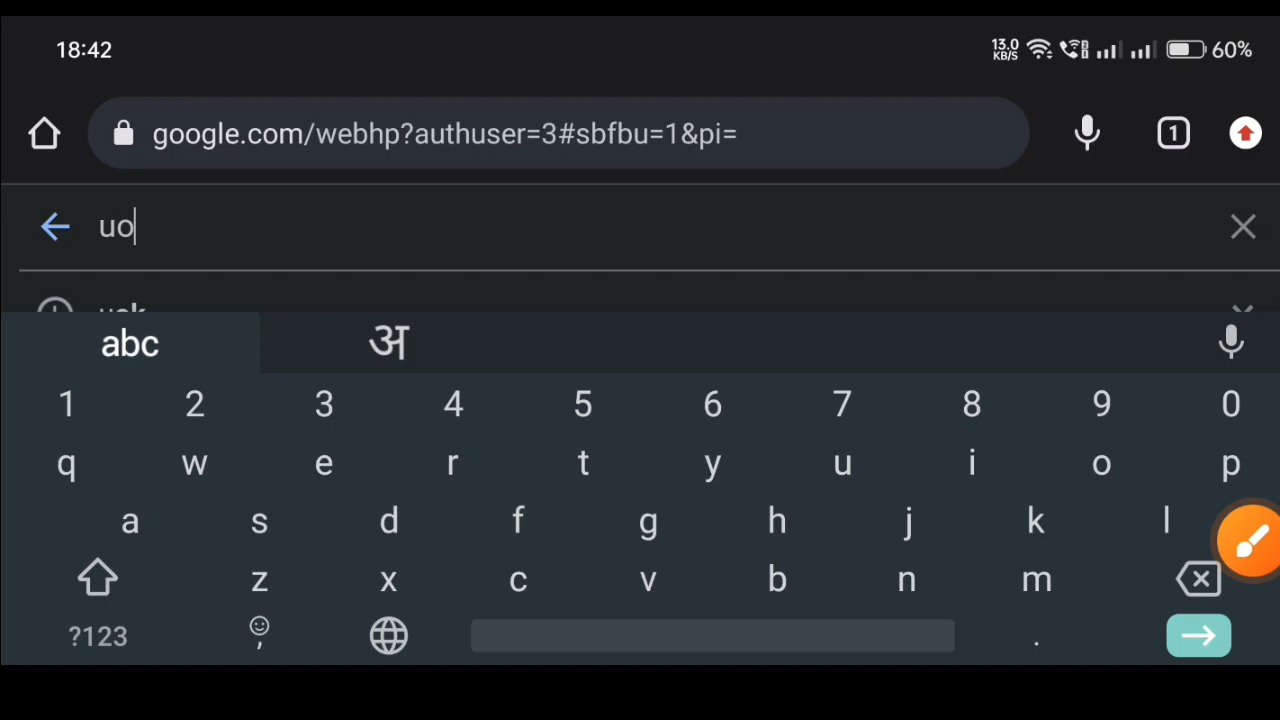 18:42
13.0 KB/S
60%
google.com/webhp?authuser=3#sbfbu=1&pi=
1
uo
abc अ
1 2 3 4 5 6 7 8 9 0
q w e r t y u i o p
a s d f g h j k l
z x c v b n m
?123 , .